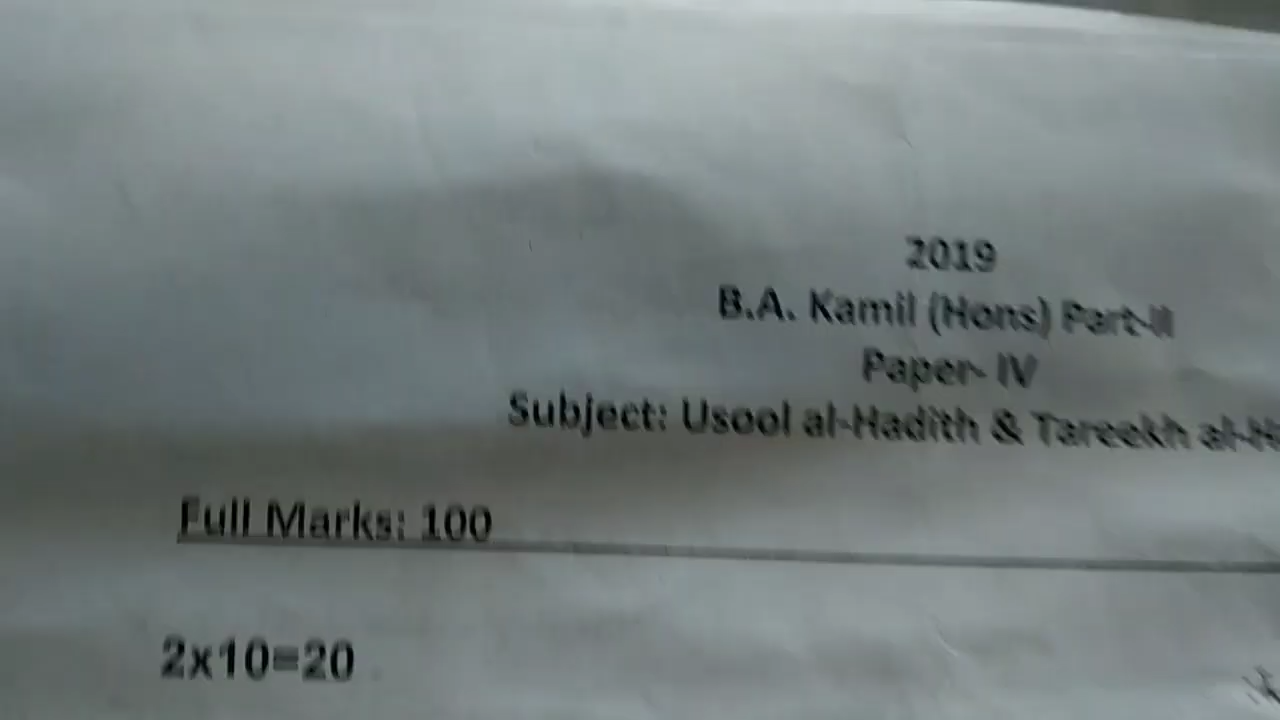 2019
B.A. Kamil (Hons) Part-II
Paper- IV
Subject: Usool al-Hadith & Tareekh
Full Marks: 100
2x10=20